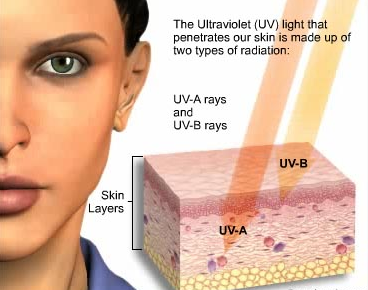 The Ultraviolet (UV) light that
penetrates our skin is made up of
two types of radiation:
UV-A rays
and
UV-B rays
UV-B
Skin
Layers
UV-A